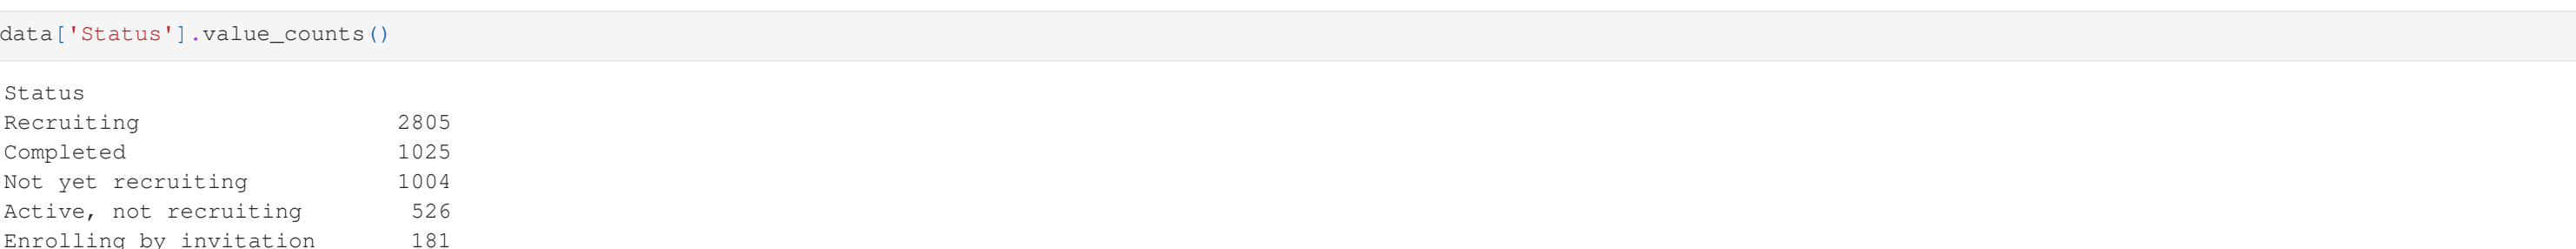 data['Status'].value_counts()
Status
Recruiting 2805
Completed 1025
Not yet recruiting 1004
Active, not recruiting 526
Enrolling by invitation 181